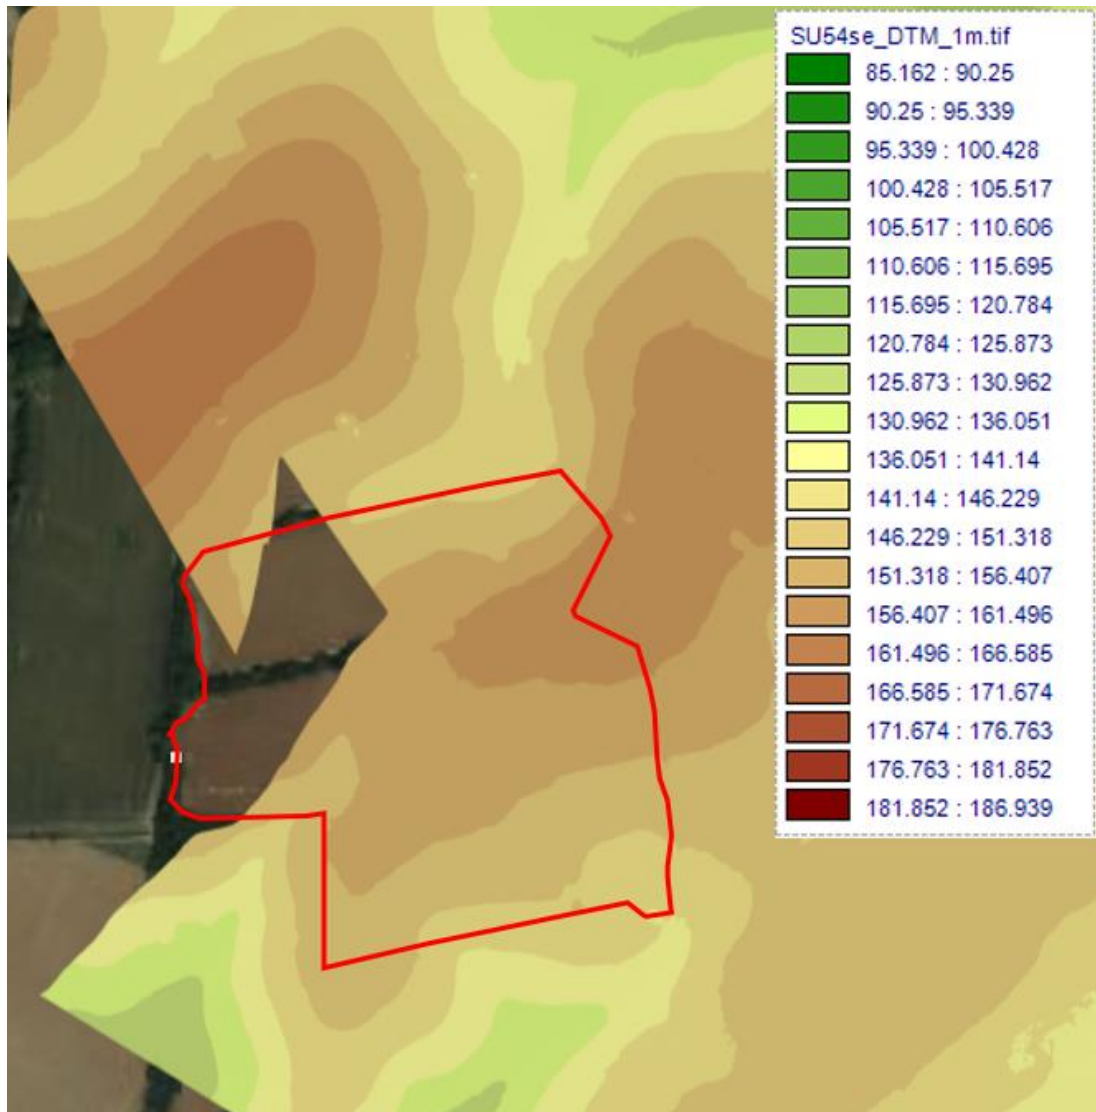 SU54se_DTM_1m.tif
85.162 : 90.25
90.25 : 95.339
95.339 : 100.428
100.428 : 105.517
105.517 : 110.606
110.606 : 115.695
115.695 : 120.784
120.784 : 125.873
125.873 : 130.962
130.962 : 136.051
136.051 : 141.14
141.14 : 146.229
146.229 : 151.318
151.318 : 156.407
156.407 : 161.496
161.496 : 166.585
166.585 : 171.674
171.674 : 176.763
176.763 : 181.852
181.852 : 186.939